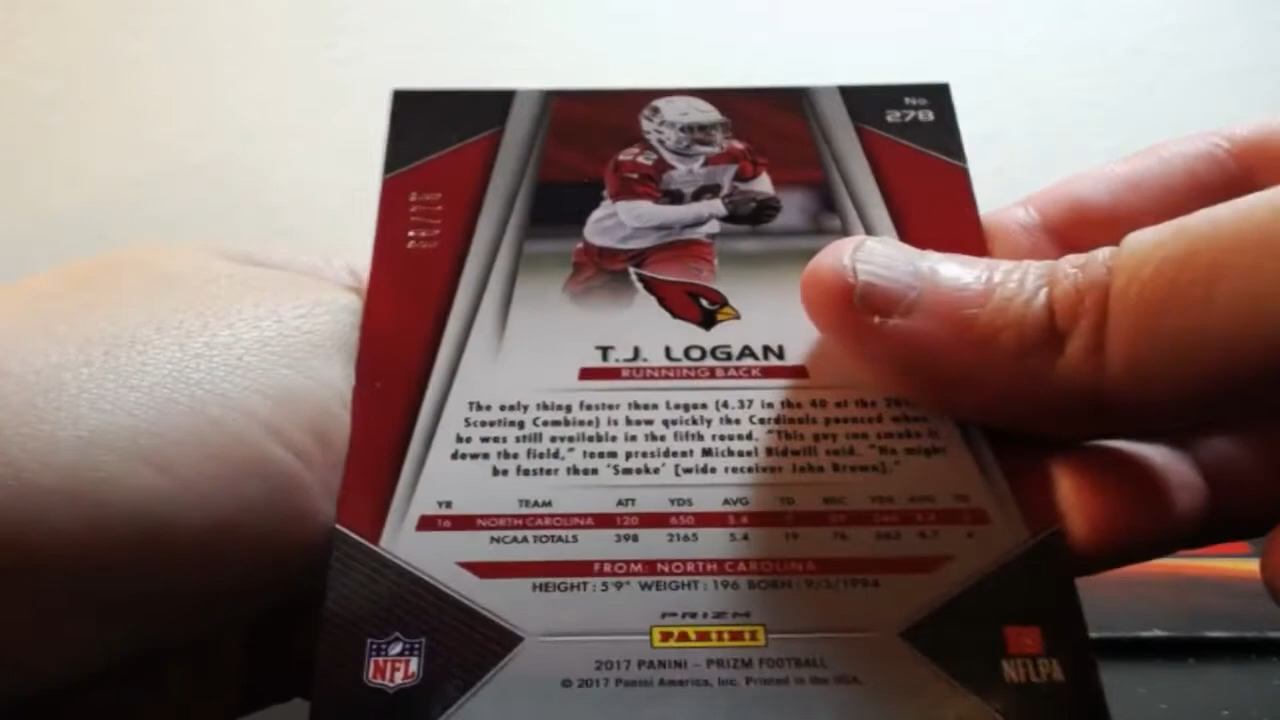 No.
278
22
T.J. LOGAN
RUNNING BACK
The only thing faster than Logan (4.37 in the 40 at the
Scouting Combine) is how quickly the Cardinals pounced when
he was still available in the fifth round. "This guy can smoke it
down the field," team president Michael Bidwill said. "He might
be faster than 'Smoke' (wide receiver John Brown)."
YR TEAM ATT YDS AVG TD REC YDS AVG TD
16 NORTH CAROLINA 120 650 5.4
NCAA TOTALS 398 2165 5.4 19 76
FROM: NORTH CAROLINA
HEIGHT: 5'9" WEIGHT: 196 BORN: 9/3/1994
PRIZM
PANINI
NFL
NFLPA
2017 PANINI – PRIZM FOOTBALL
© 2017 Panini America, Inc. Printed in the USA.